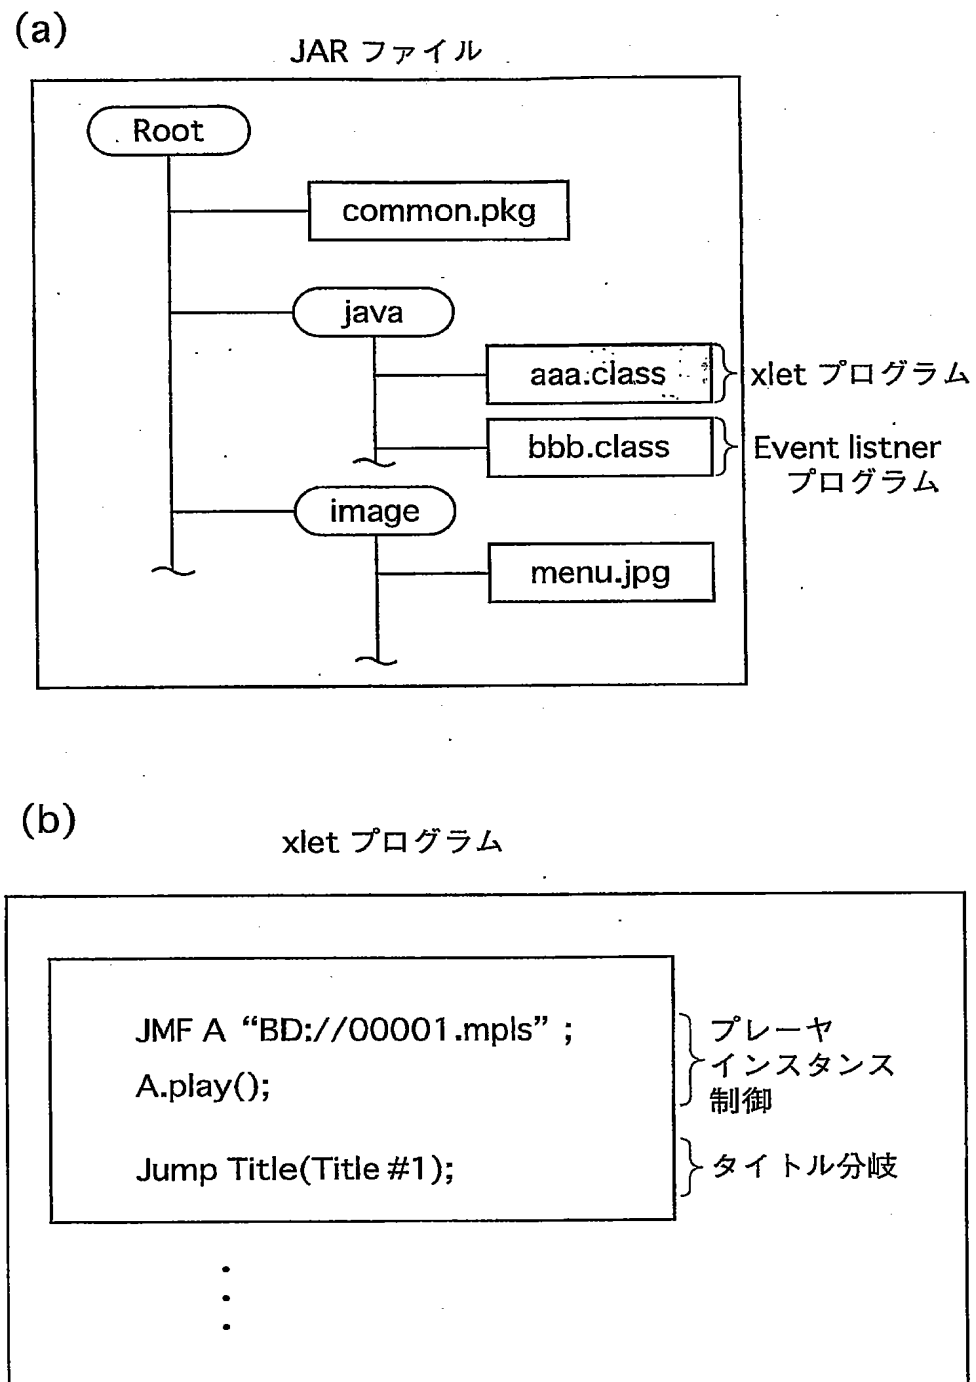 (a)
JAR ファイル
Root
common.pkg
java
aaa.class
xlet プログラム
bbb.class
Event listner
プログラム
image
menu.jpg
(b)
xlet プログラム
JMF A “BD://00001.mpls” ;
A.play();
プレーヤ
インスタンス
制御
Jump Title(Title #1);
タイトル分岐